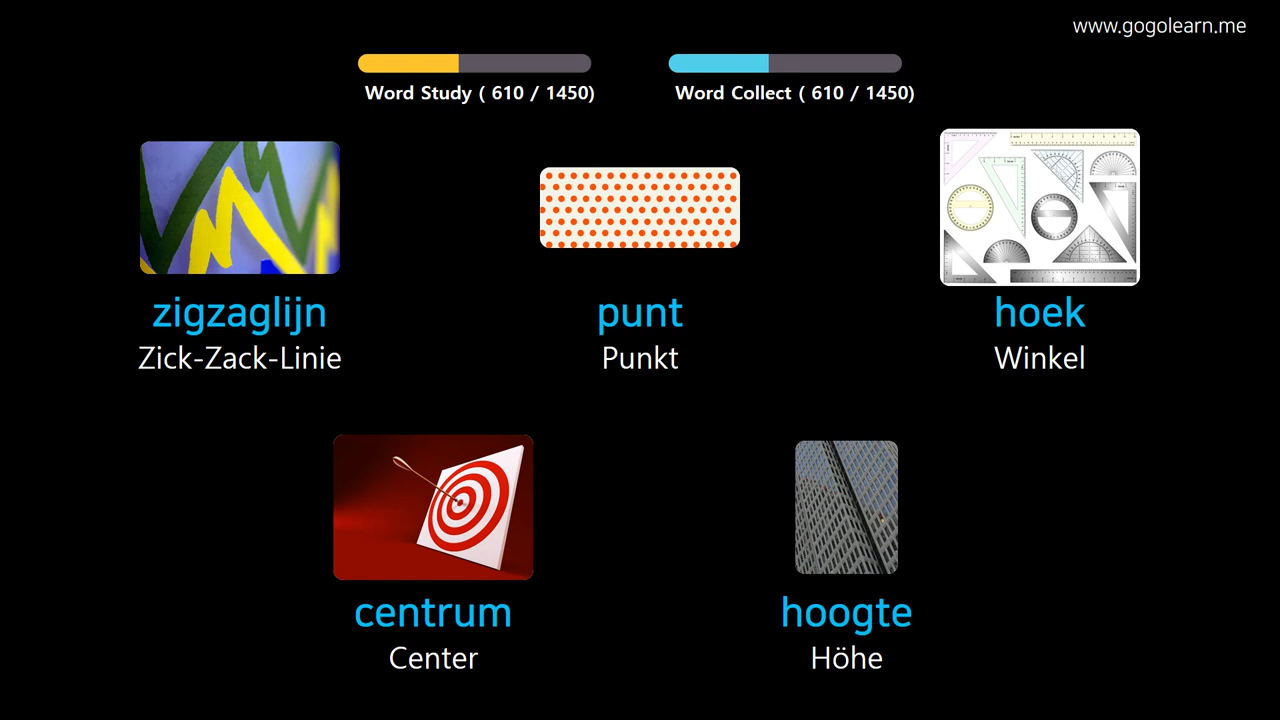 www.gogolearn.me
Word Study ( 610 / 1450)
Word Collect ( 610 / 1450)
zigzaglijn
Zick-Zack-Linie
punt
Punkt
hoek
Winkel
centrum
Center
hoogte
Höhe